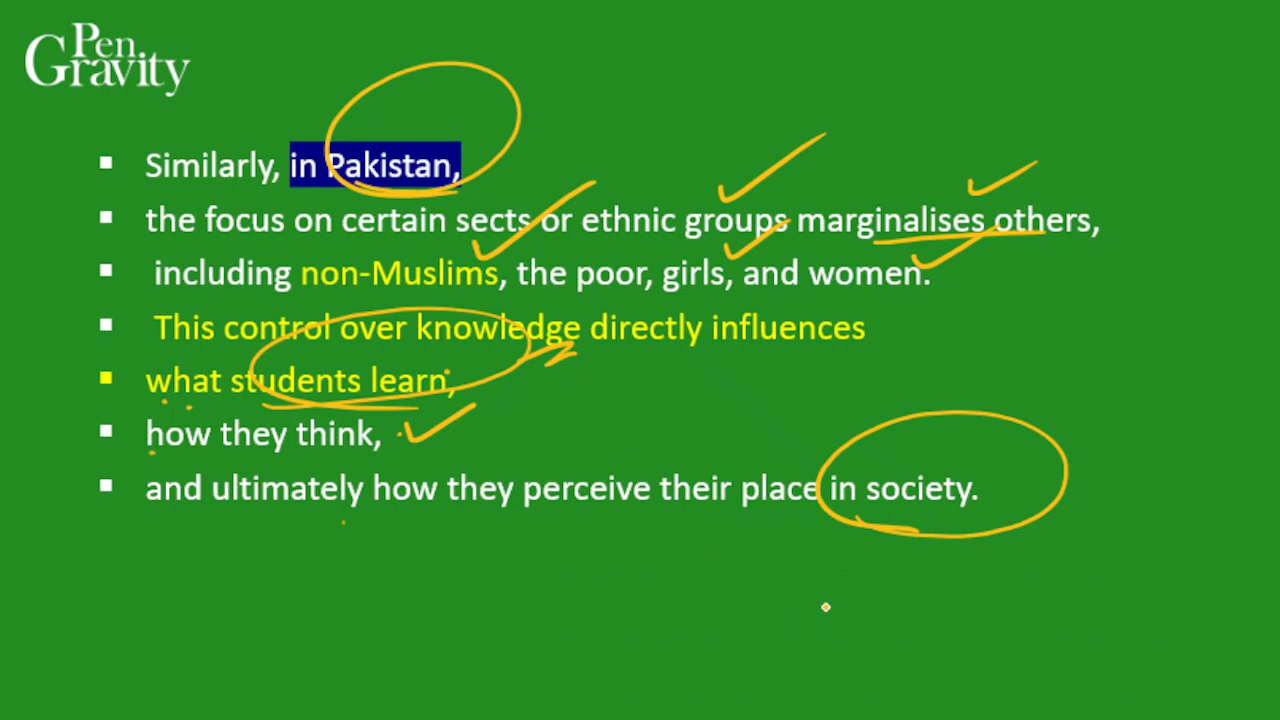 Pen
Gravity
▪ Similarly, in Pakistan,
▪ the focus on certain sects or ethnic groups marginalises others,
▪ including non-Muslims, the poor, girls, and women.
▪ This control over knowledge directly influences
▪ what students learn,
▪ how they think,
▪ and ultimately how they perceive their place in society.